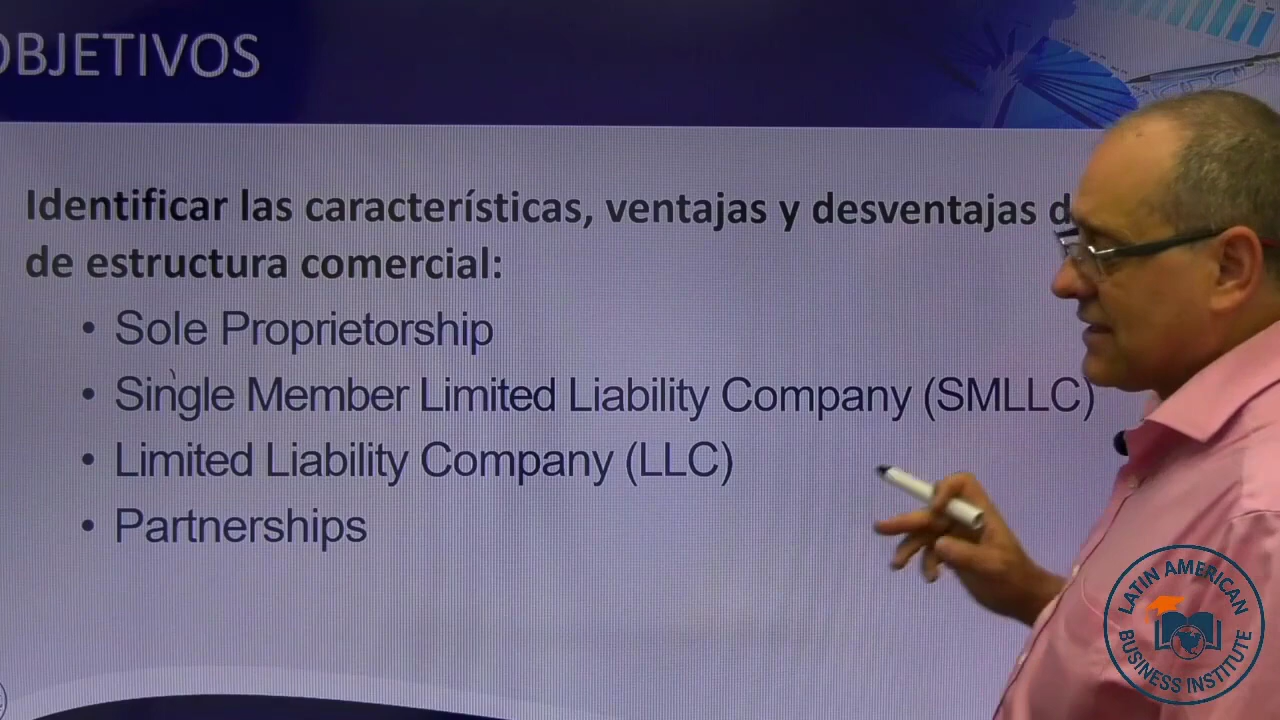 OBJETIVOS
Identificar las características, ventajas y desventajas
de estructura comercial:
• Sole Proprietorship
• Single Member Limited Liability Company (SMLLC)
• Limited Liability Company (LLC)
• Partnerships
LATIN AMERICAN
BUSINESS INSTITUTE